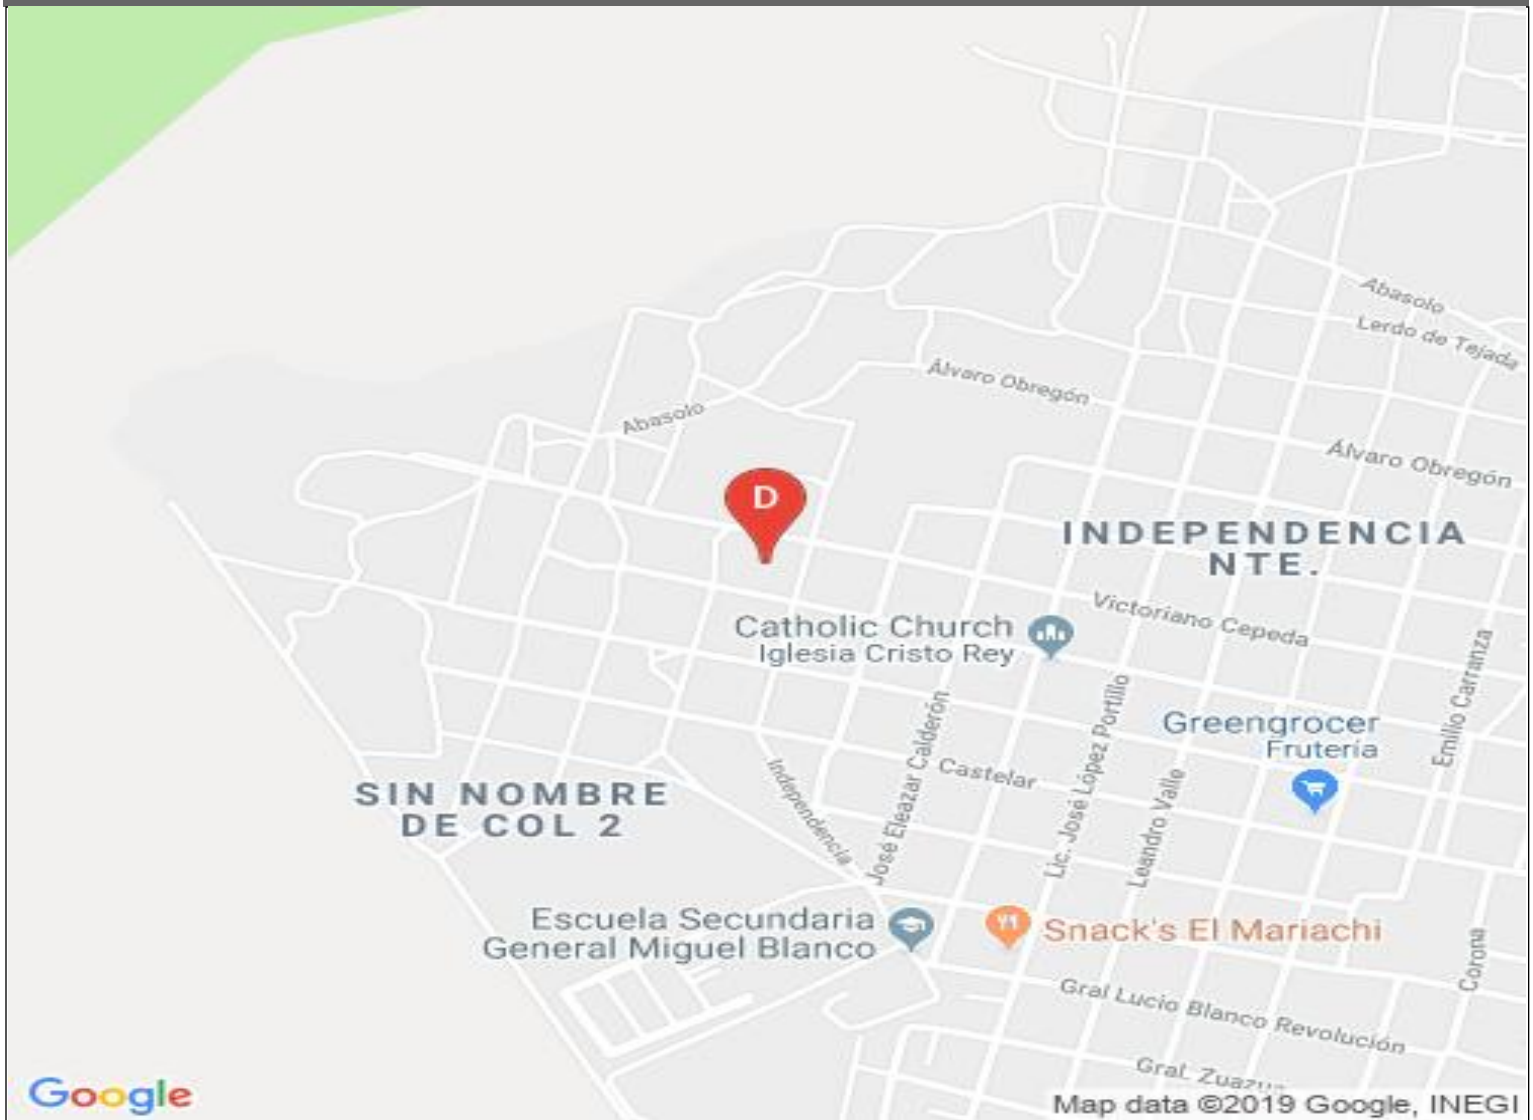 Abasolo
Lerdo de Tejada
Álvaro Obregón
Abasolo
Álvaro Obregón
D
INDEPENDENCIA
NTE.
Victoriano Cepeda
Catholic Church
Iglesia Cristo Rey
Emilio Carranza
Lic. José López Portillo
José Eleazar Calderón
Greengrocer
Frutería
Castelar
Independencia
Leandro Valle
SIN NOMBRE
DE COL 2
Escuela Secundaria
General Miguel Blanco
Snack's El Mariachi
Corona
Gral Lucio Blanco Revolución
Gral. Zuazua
Google
Map data ©2019 Google, INEGI